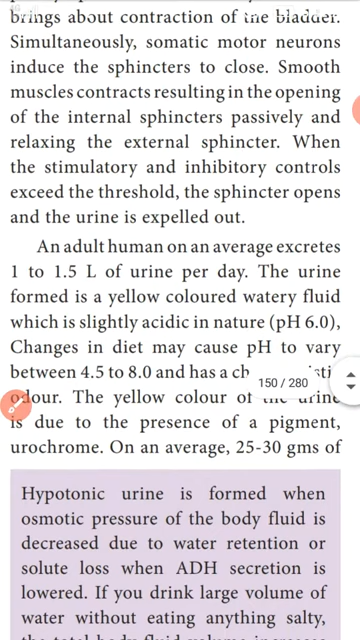 brings about contraction of the bladder.
Simultaneously, somatic motor neurons
induce the sphincters to close. Smooth
muscles contracts resulting in the opening
of the internal sphincters passively and
relaxing the external sphincter. When
the stimulatory and inhibitory controls
exceed the threshold, the sphincter opens
and the urine is expelled out.
An adult human on an average excretes
1 to 1.5 L of urine per day. The urine
formed is a yellow coloured watery fluid
which is slightly acidic in nature (pH 6.0),
Changes in diet may cause pH to vary
between 4.5 to 8.0 and has a
150 / 280
odour. The yellow colour of the urine
is due to the presence of a pigment,
urochrome. On an average, 25-30 gms of
Hypotonic urine is formed when
osmotic pressure of the body fluid is
decreased due to water retention or
solute loss when ADH secretion is
lowered. If you drink large volume of
water without eating anything salty,
the total body fluid volume increases